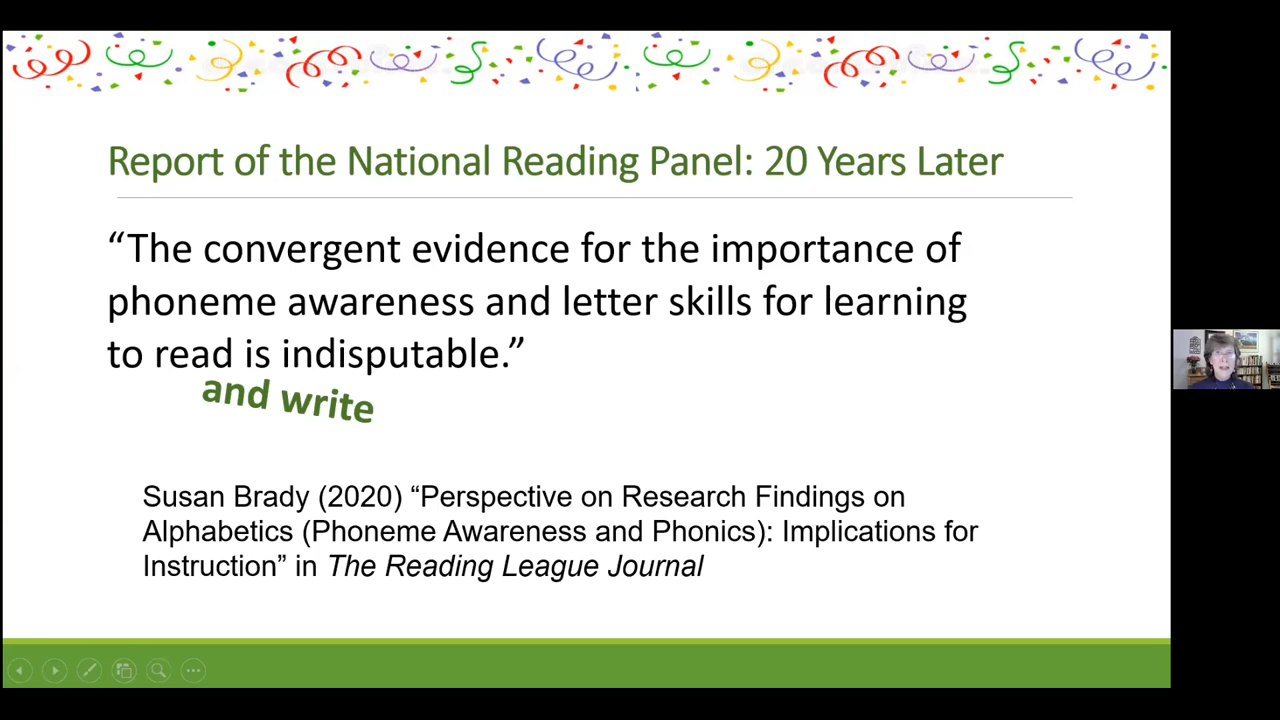 Report of the National Reading Panel: 20 Years Later
“The convergent evidence for the importance of
phoneme awareness and letter skills for learning
to read is indisputable.”
and write
Susan Brady (2020) “Perspective on Research Findings on
Alphabetics (Phoneme Awareness and Phonics): Implications for
Instruction” in The Reading League Journal